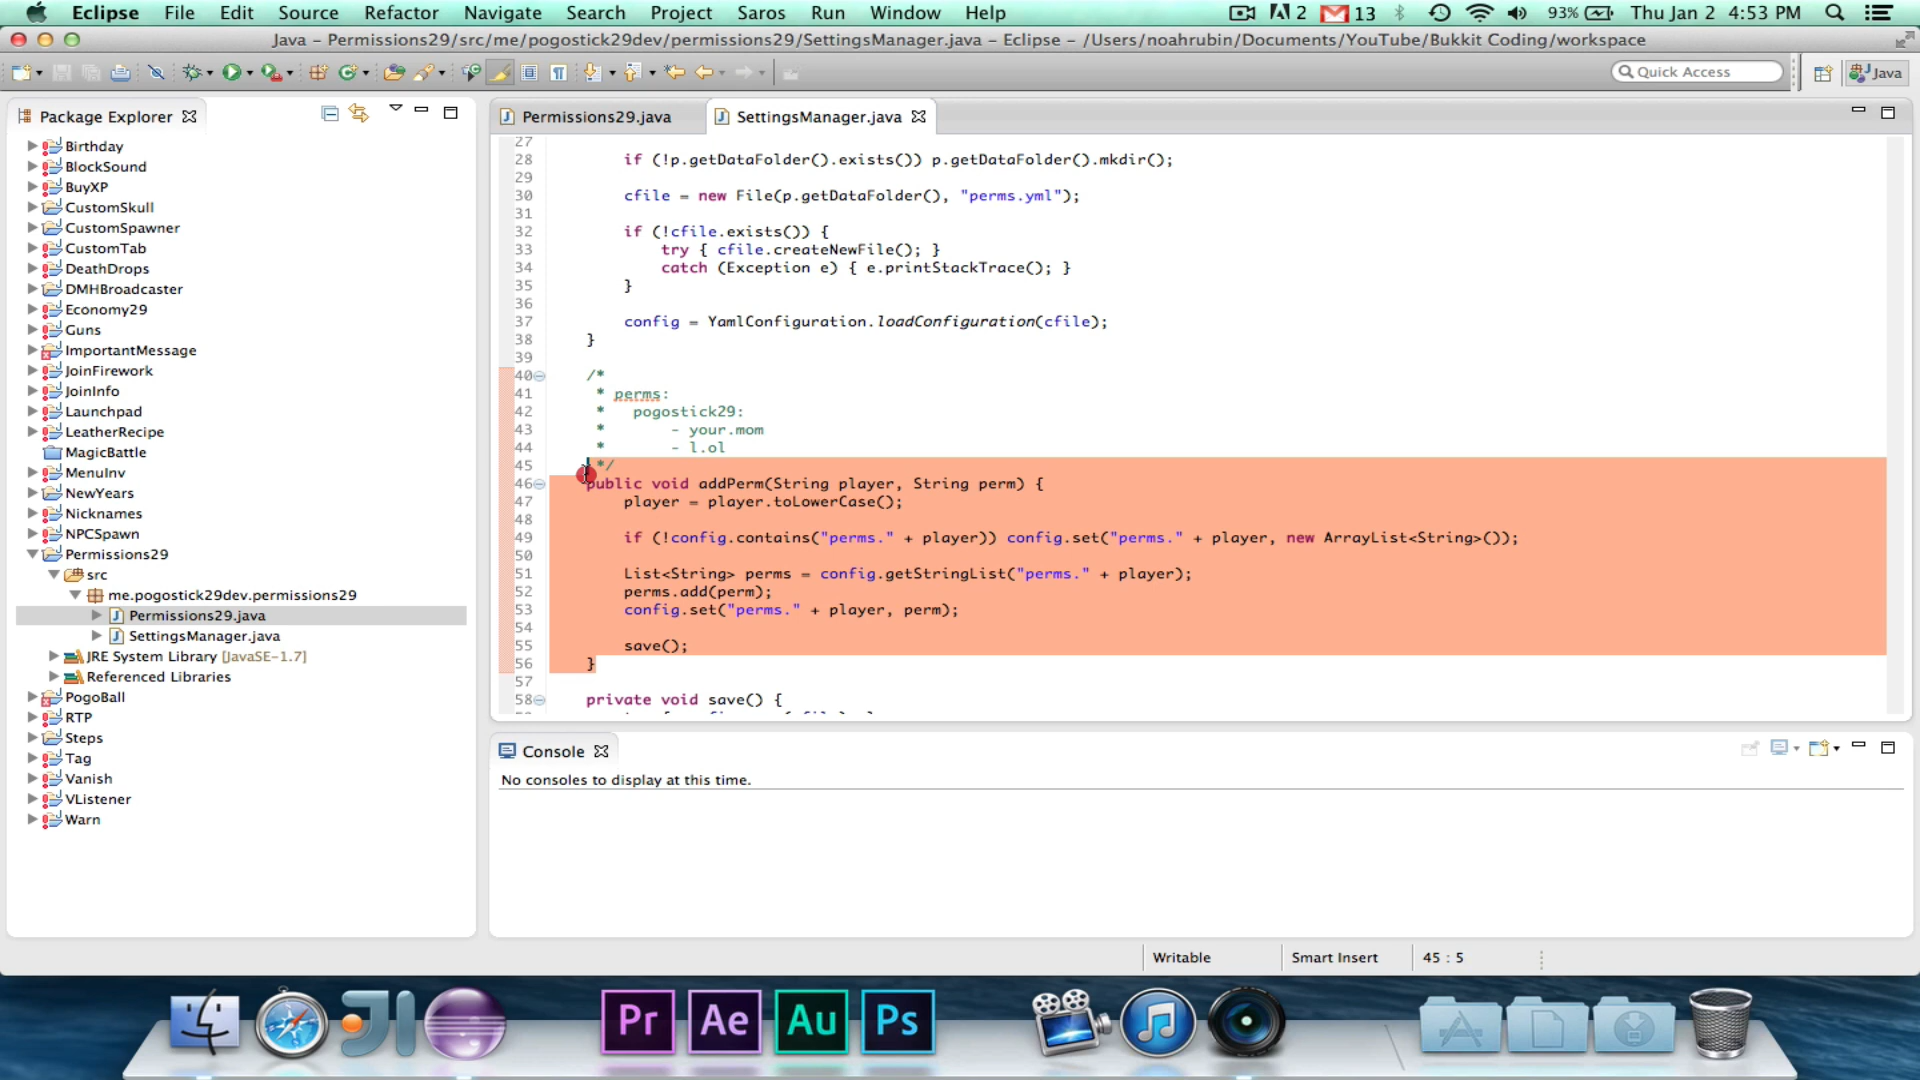 Eclipse File Edit Source Refactor Navigate Search Project Saros Run Window Help 2 13 93% Thu Jan 2 4:53 PM
Java – Permissions29/src/me/pogostick29dev/permissions29/SettingsManager.java – Eclipse – /Users/noahrubin/Documents/YouTube/Bukkit Coding/workspace
Quick Access
Java
Package Explorer
Birthday
BlockSound
BuyXP
CustomSkull
CustomSpawner
CustomTab
DeathDrops
DMHBroadcaster
Economy29
Guns
ImportantMessage
JoinFirework
JoinInfo
Launchpad
LeatherRecipe
MagicBattle
MenuInv
NewYears
Nicknames
NPCSpawn
Permissions29
src
me.pogostick29dev.permissions29
Permissions29.java
SettingsManager.java
JRE System Library [JavaSE-1.7]
Referenced Libraries
PogoBall
RTP
Steps
Tag
Vanish
VListener
Warn
Permissions29.java
SettingsManager.java
27
28 if (!p.getDataFolder().exists()) p.getDataFolder().mkdir();
29
30 cfile = new File(p.getDataFolder(), "perms.yml");
31
32 if (!cfile.exists()) {
33 try { cfile.createNewFile(); }
34 catch (Exception e) { e.printStackTrace(); }
35 }
36
37 config = YamlConfiguration.loadConfiguration(cfile);
38 }
39
40 /*
41 * perms:
42 * pogostick29:
43 * - your.mom
44 * - l.ol
45 */
46 public void addPerm(String player, String perm) {
47 player = player.toLowerCase();
48
49 if (!config.contains("perms." + player)) config.set("perms." + player, new ArrayList<String>());
50
51 List<String> perms = config.getStringList("perms." + player);
52 perms.add(perm);
53 config.set("perms." + player, perm);
54
55 save();
56 }
57
58 private void save() {
Console
No consoles to display at this time.
Writable
Smart Insert
45 : 5
Pr
Ae
Au
Ps